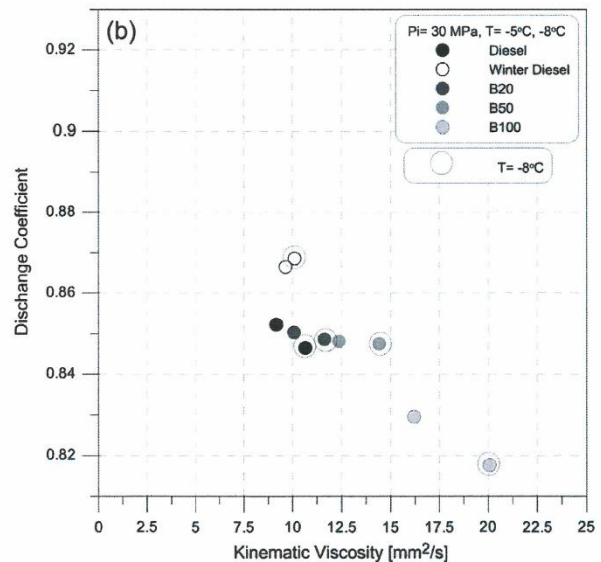 (b)
Pi= 30 MPa, T= -5°C, -8°C
Diesel
Winter Diesel
B20
B50
B100
T= -8°C
0.92
0.9
0.88
0.86
0.84
0.82
Discharge Coefficient
0 2.5 5 7.5 10 12.5 15 17.5 20 22.5 25
Kinematic Viscosity [mm²/s]